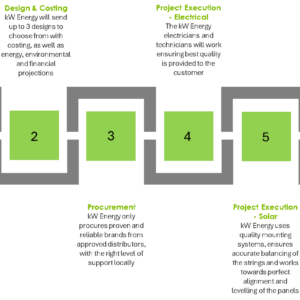 Design & Costing
kW Energy will send
up to 3 designs to
choose from with
costing, as well as
energy, environmental
and financial
projections
Project Execution
- Electrical
The kW Energy
electricians and
technicians will work
ensuring best quality
is provided to the
customer
2
3
4
5
Procurement
kW Energy only
procures proven and
reliable brands from
approved distributors,
with the right level of
support locally
Project Execution
- Solar
kW Energy uses
quality mounting
systems, ensures
accurate balancing of
the strings and works
towards perfect
alignment and
levelling of the panels